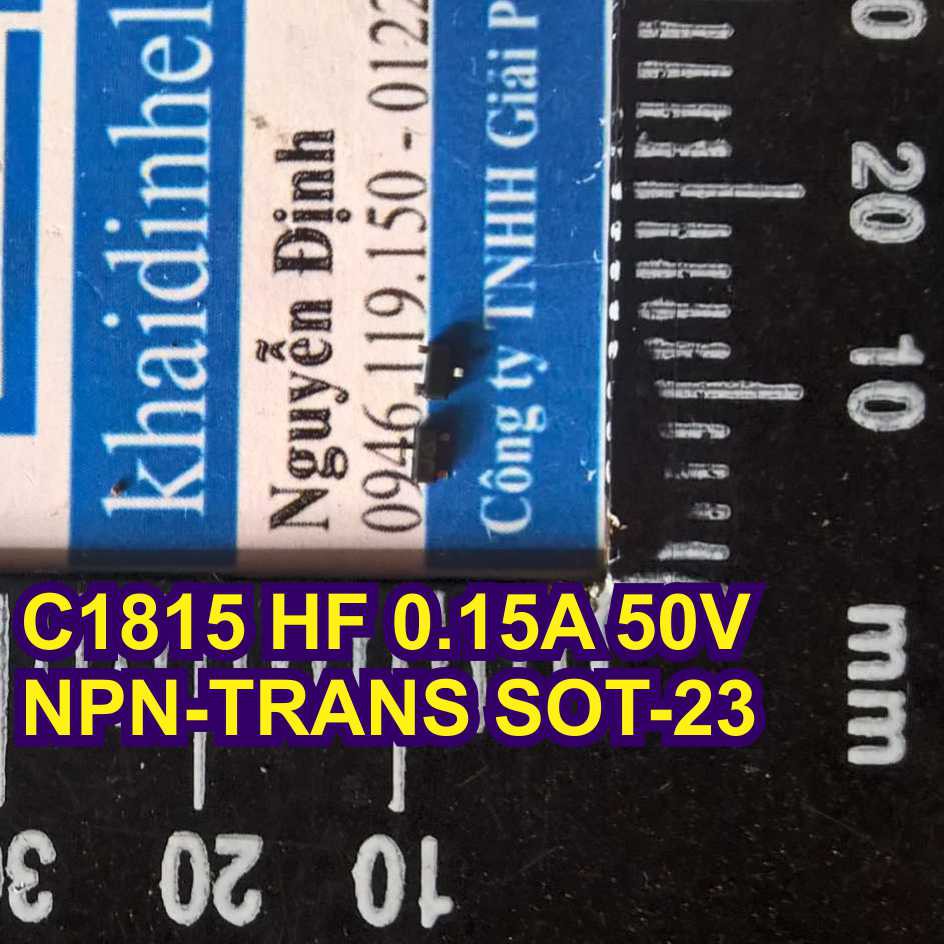 khaidinhel
Nguyễn Định
0946.119.150 - 0122
Công ty TNHH Giải P
20
10
mm
C1815 HF 0.15A 50V
NPN-TRANS SOT-23
20
10